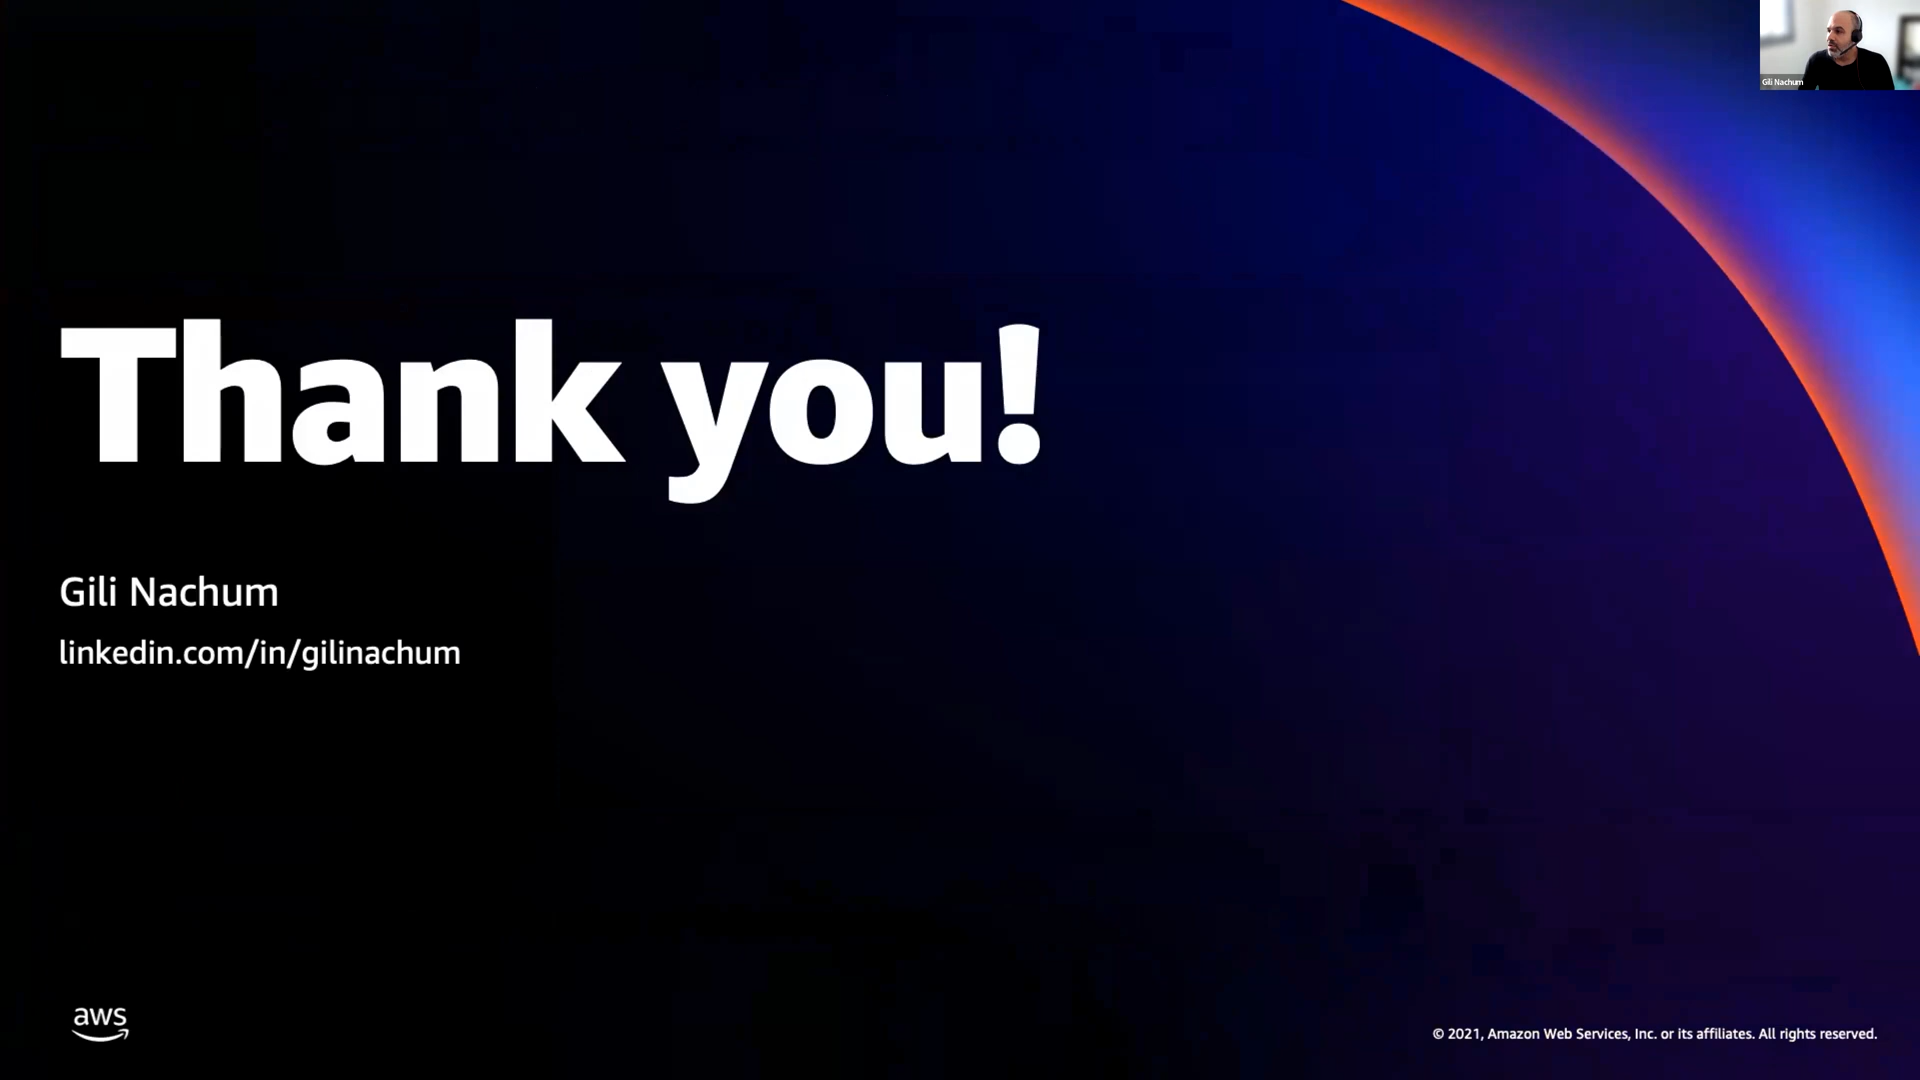 Gili Nachum
Thank you!
Gili Nachum
linkedin.com/in/gilinachum
aws
© 2021, Amazon Web Services, Inc. or its affiliates. All rights reserved.